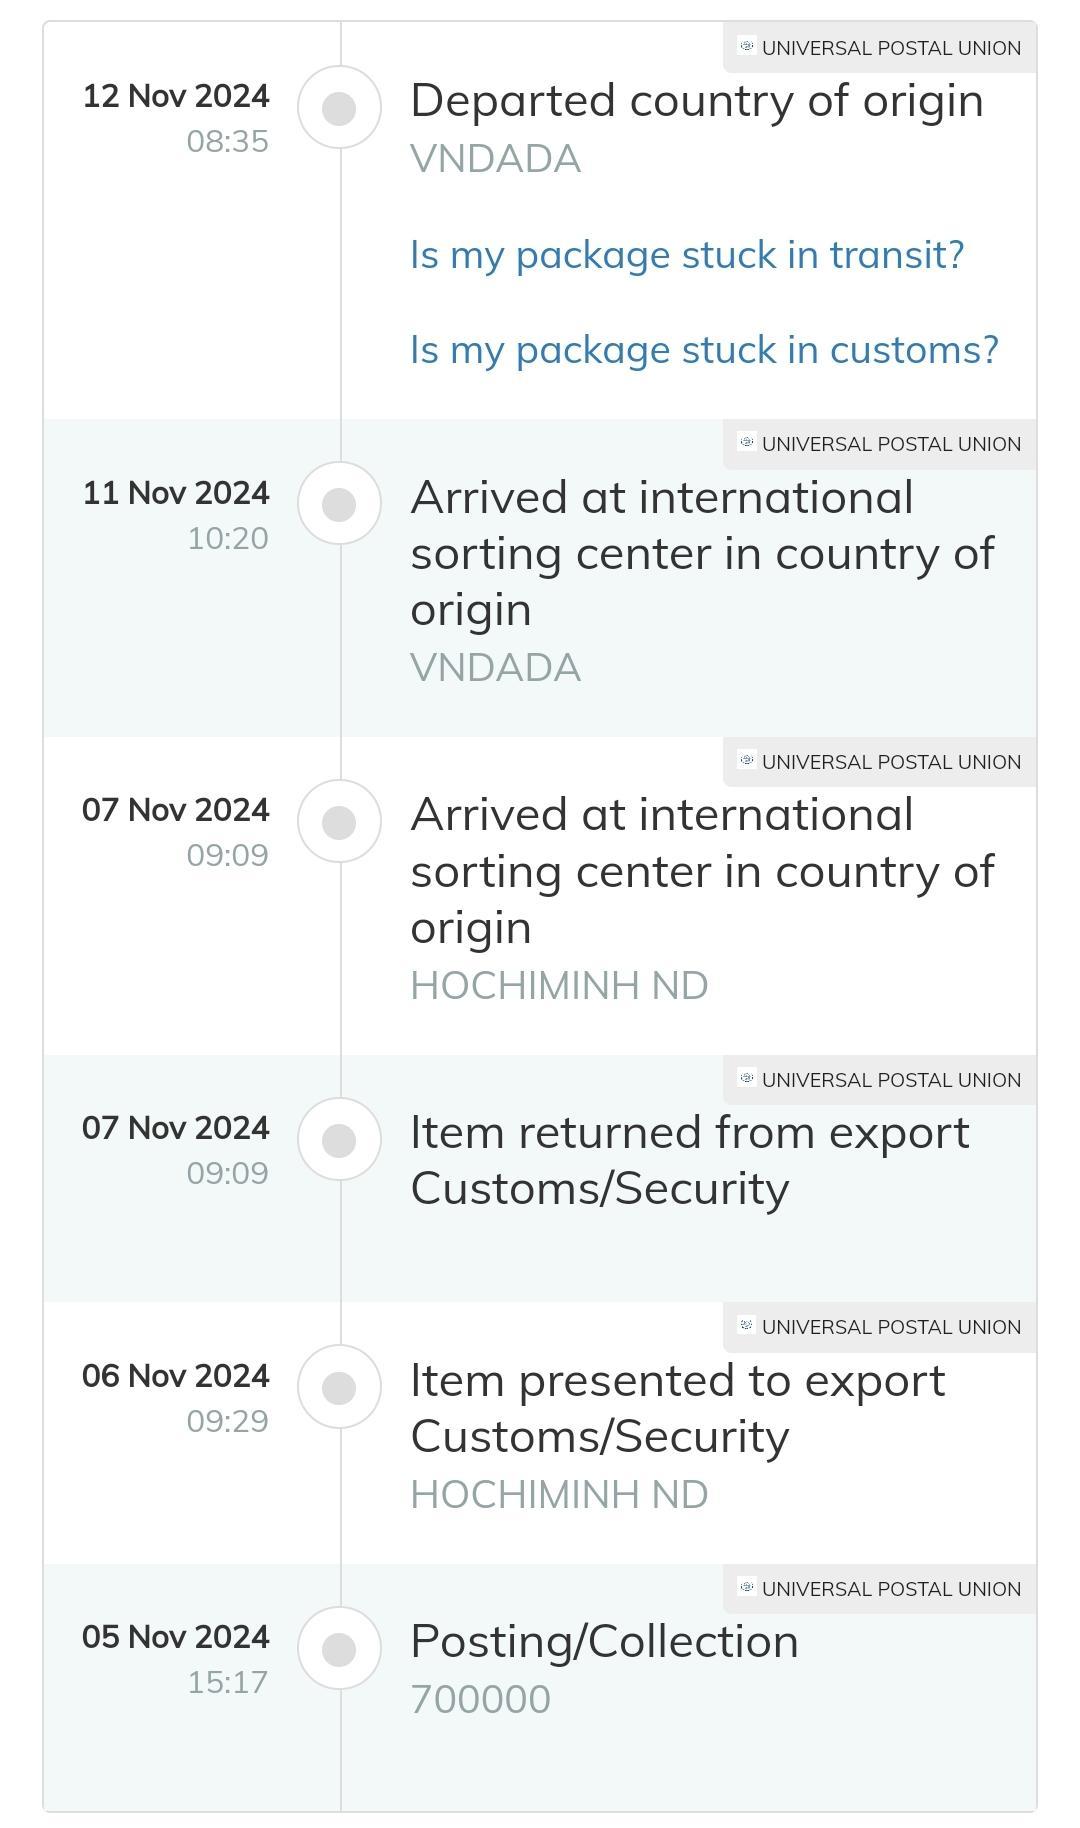 UNIVERSAL POSTAL UNION
12 Nov 2024
08:35
Departed country of origin
VNDADA
Is my package stuck in transit?
Is my package stuck in customs?
UNIVERSAL POSTAL UNION
11 Nov 2024
10:20
Arrived at international
sorting center in country of
origin
VNDADA
UNIVERSAL POSTAL UNION
07 Nov 2024
09:09
Arrived at international
sorting center in country of
origin
HOCHIMINH ND
UNIVERSAL POSTAL UNION
07 Nov 2024
09:09
Item returned from export
Customs/Security
UNIVERSAL POSTAL UNION
06 Nov 2024
09:29
Item presented to export
Customs/Security
HOCHIMINH ND
UNIVERSAL POSTAL UNION
05 Nov 2024
15:17
Posting/Collection
700000